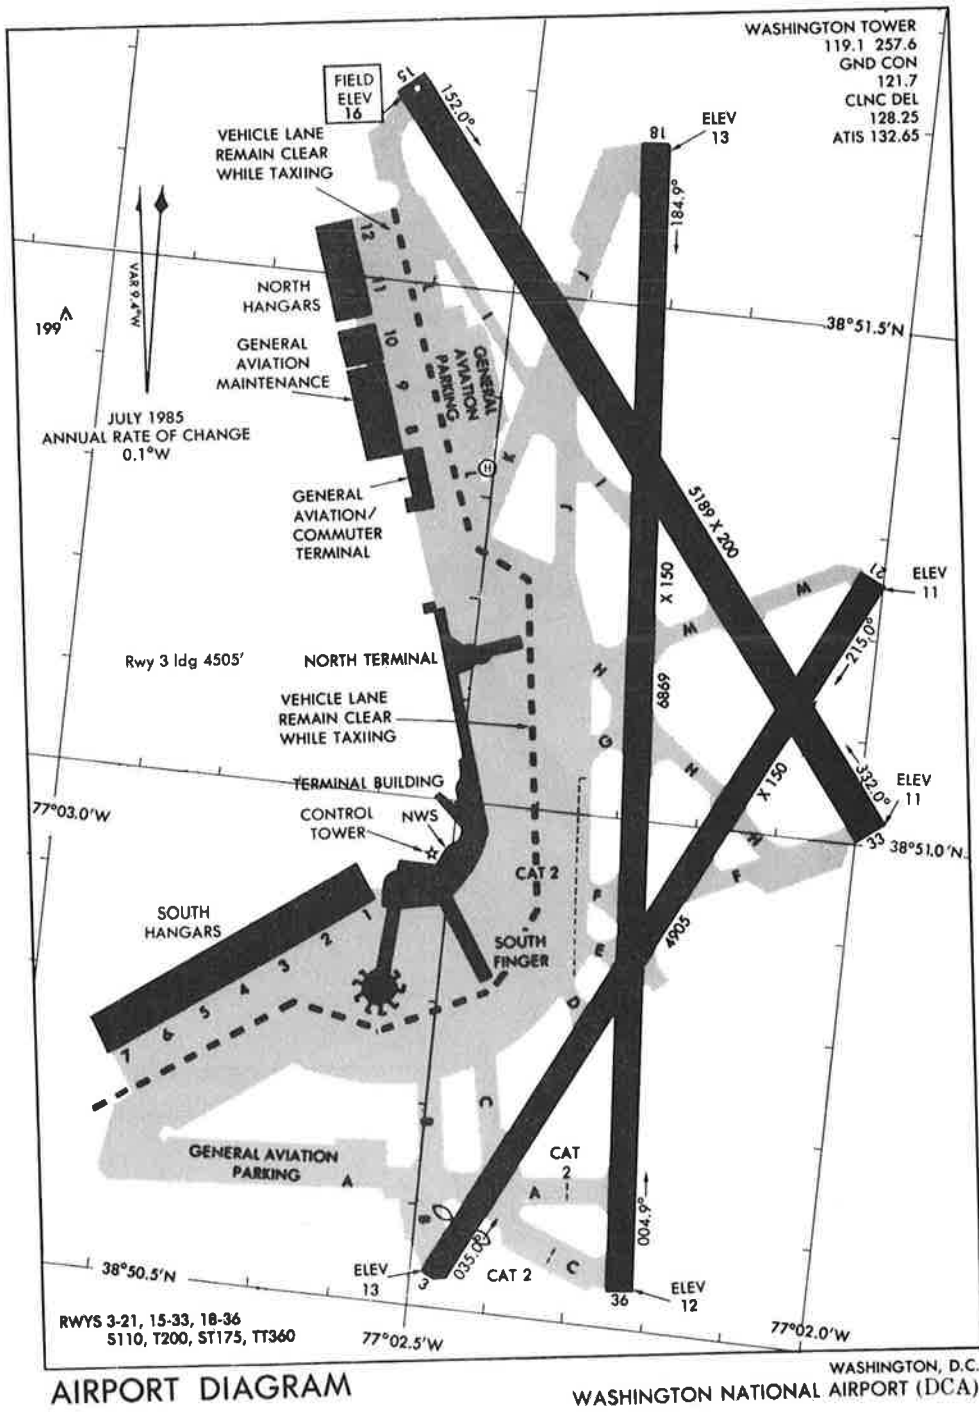 WASHINGTON TOWER
119.1 257.6
GND CON
121.7
CLNC DEL
128.25
ATIS 132.65
FIELD
ELEV
16
15
152.0°
18
ELEV
13
184.9°
VEHICLE LANE
REMAIN CLEAR
WHILE TAXIING
VAR 9.4°W
199
JULY 1985
ANNUAL RATE OF CHANGE
0.1°W
NORTH
HANGARS
GENERAL
AVIATION
MAINTENANCE
12
11
10
9
8
GENERAL
AVIATION
PARKING
L
I
J
38°51.5'N
GENERAL
AVIATION/
COMMUTER
TERMINAL
L
H
K
J
I
5189 X 200
X 150
6869
21
ELEV
11
215.0°
W
W
Rwy 3 ldg 4505'
NORTH TERMINAL
VEHICLE LANE
REMAIN CLEAR
WHILE TAXIING
H
G
H
H
X 150
4905
332.0°
ELEV
11
33
38°51.0'N
77°03.0'W
TERMINAL BUILDING
CONTROL
TOWER
NWS
CAT 2
F
F
E
D
SOUTH
HANGARS
SOUTH
FINGER
1
2
3
4
5
6
7
L
B
C
GENERAL AVIATION
PARKING
A
CAT
2
A
B
C
CAT 2
035.0°
3
ELEV
13
004.9°
36
ELEV
12
38°50.5'N
77°02.5'W
77°02.0'W
RWYS 3-21, 15-33, 18-36
S110, T200, ST175, TT360
AIRPORT DIAGRAM
WASHINGTON, D.C.
WASHINGTON NATIONAL AIRPORT (DCA)